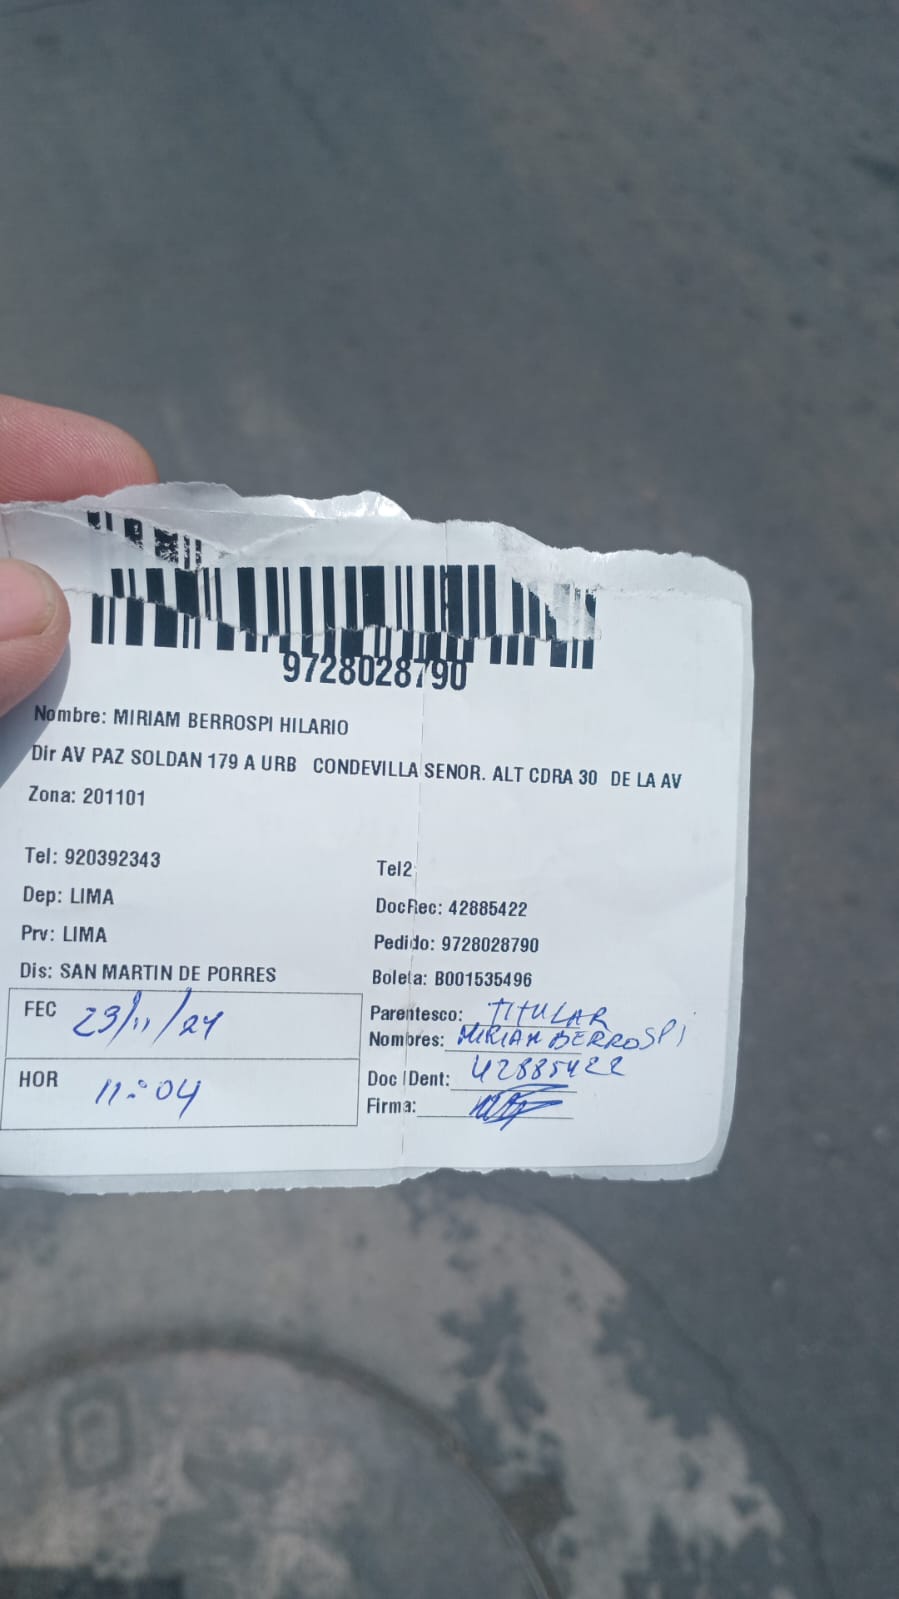 9728028790
Nombre: MIRIAM BERROSPI HILARIO
Dir AV PAZ SOLDAN 179 A URB CONDEVILLA SENOR. ALT CDRA 30 DE LA AV
Zona: 201101
Tel: 920392343
Tel2
Dep: LIMA
DocRec: 42885422
Prv: LIMA
Pedido: 9728028790
Dis: SAN MARTIN DE PORRES
Boleta: B001535496
FEC 23/11/24
Parentesco: TITULAR
Nombres: MIRIAM BERROSPI
HOR 11:04
Doc IDent: 42885422
Firma: